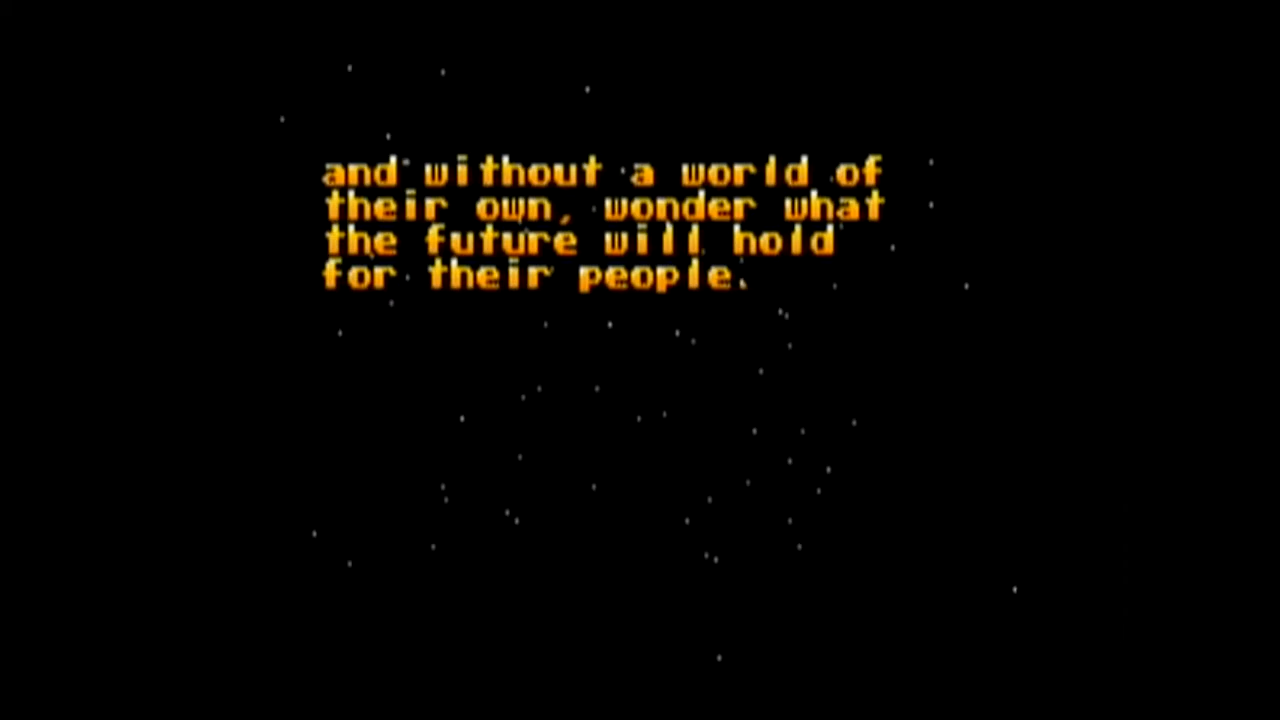 and without a world of
their own, wonder what
the future will hold
for their people.